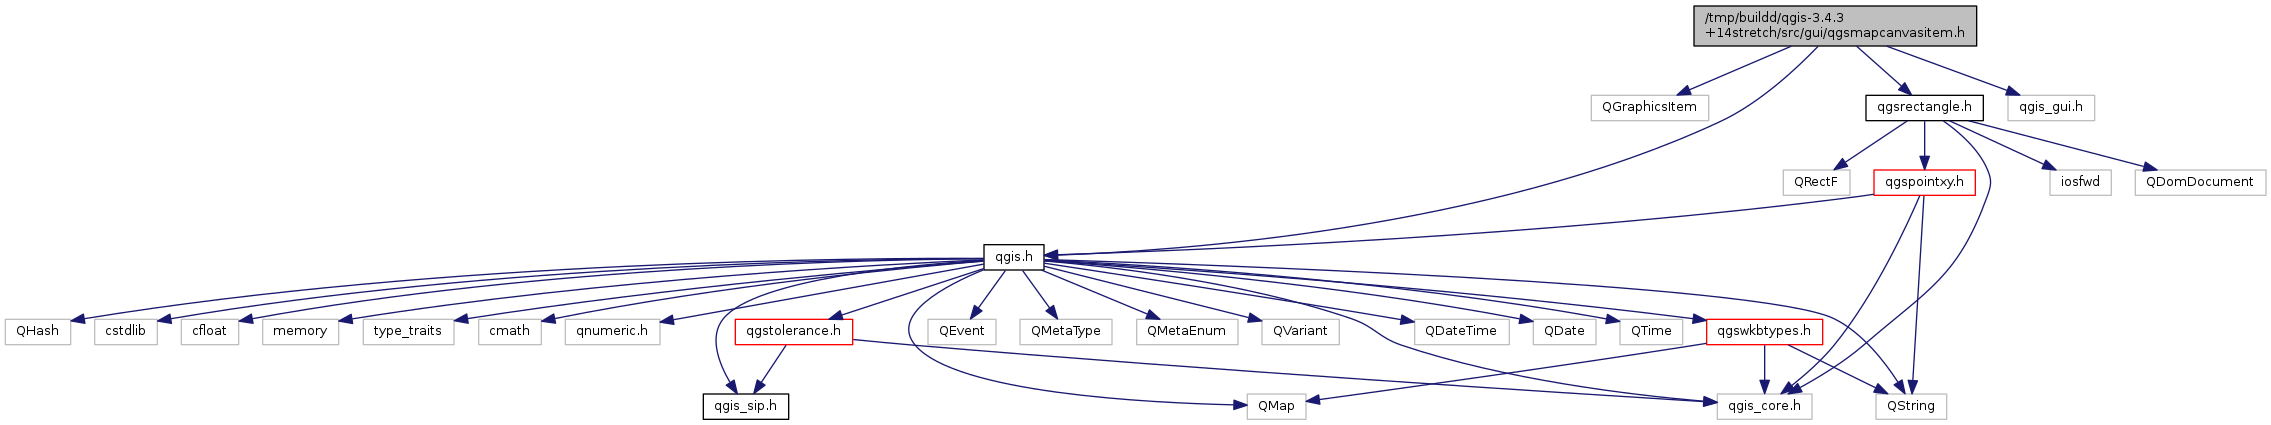 /tmp/buildd/qgis-3.4.3
+14stretch/src/gui/qgsmapcanvasitem.h
QGraphicsItem
qgsrectangle.h
qgis_gui.h
QRectF
qgspointxy.h
iosfwd
QDomDocument
qgis.h
QHash
cstdlib
cfloat
memory
type_traits
cmath
qnumeric.h
qgstolerance.h
QEvent
QMetaType
QMetaEnum
QVariant
QDateTime
QDate
QTime
qgswkbtypes.h
qgis_sip.h
QMap
qgis_core.h
QString